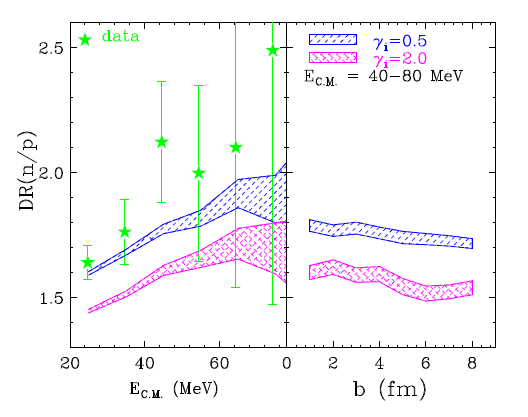 2.5
2.0
1.5
DR(n/p)
data
γi=0.5
γi=2.0
EC.M. = 40−80 MeV
20 40 60 0 2 4 6 8
EC.M. (MeV)
b (fm)